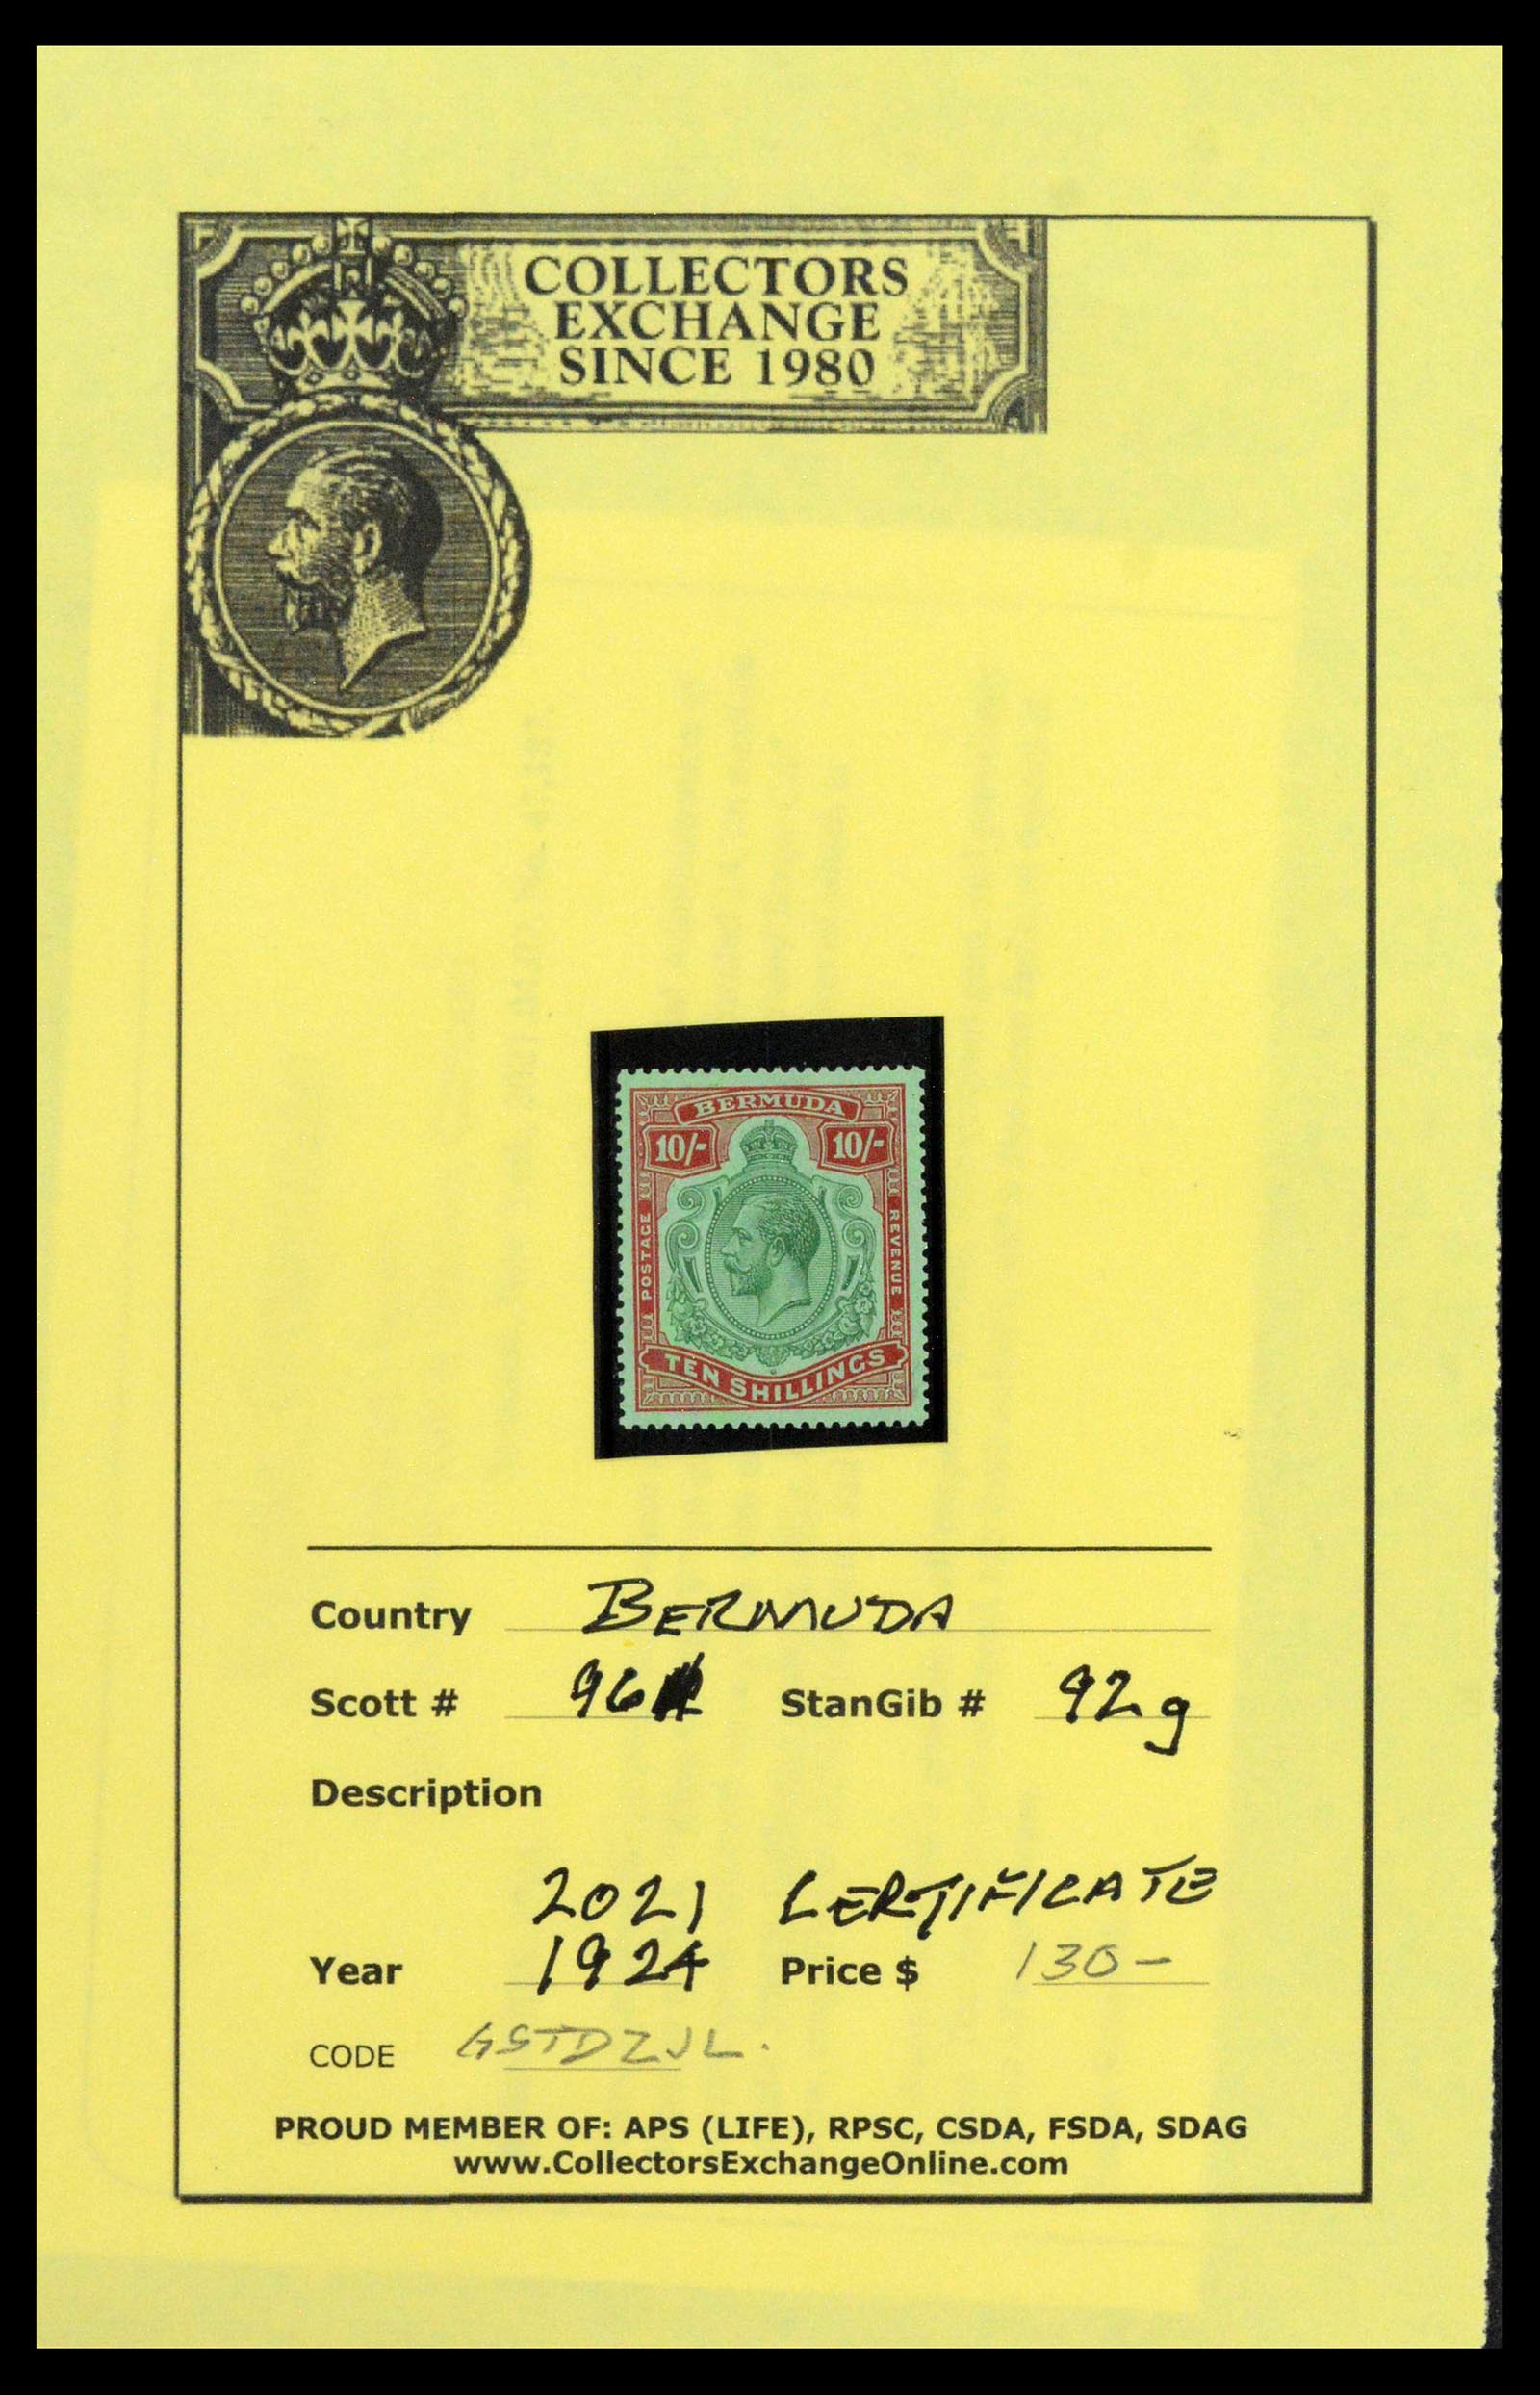 COLLECTORS
EXCHANGE
SINCE 1980
BERMUDA
10/- 10/-
POSTAGE
REVENUE
TEN SHILLINGS
Country BERMUDA
Scott # 96 StanGib # 92g
Description
2021 CERTIFICATE
Year 1924 Price $ 130-
CODE GSTDZJL.
PROUD MEMBER OF: APS (LIFE), RPSC, CSDA, FSDA, SDAG
www.CollectorsExchangeOnline.com